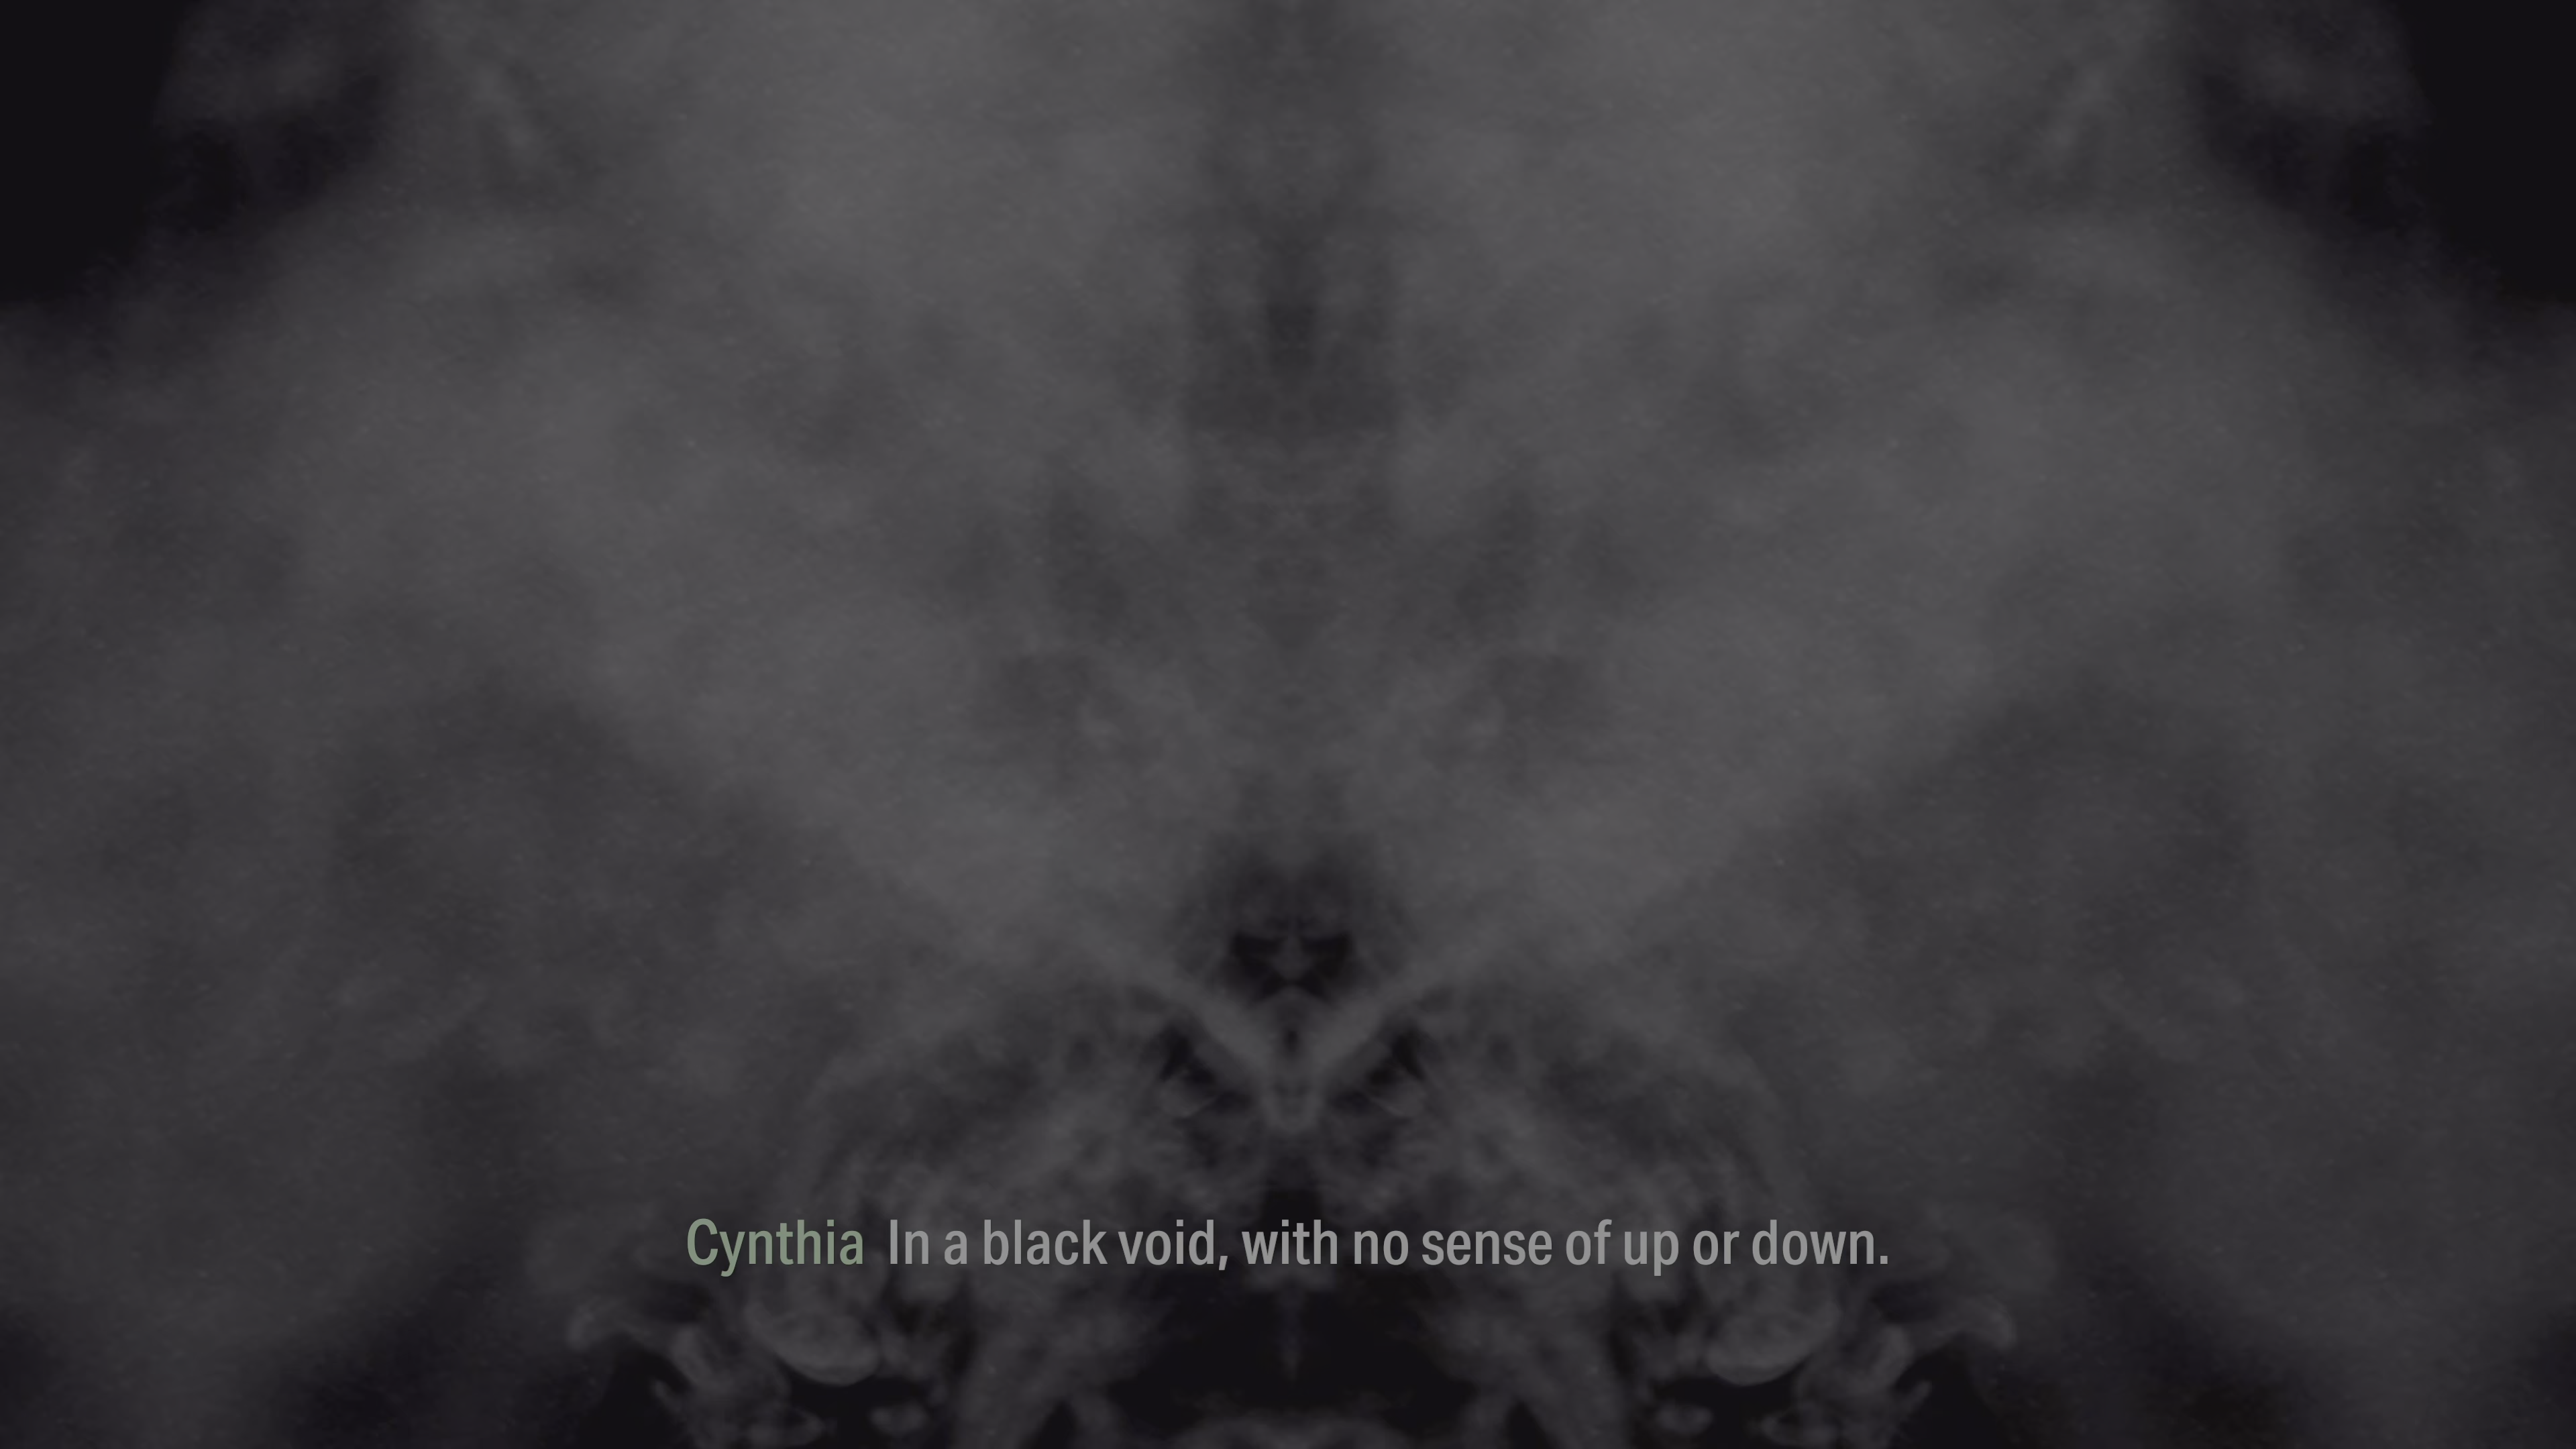 Cynthia In a black void, with no sense of up or down.